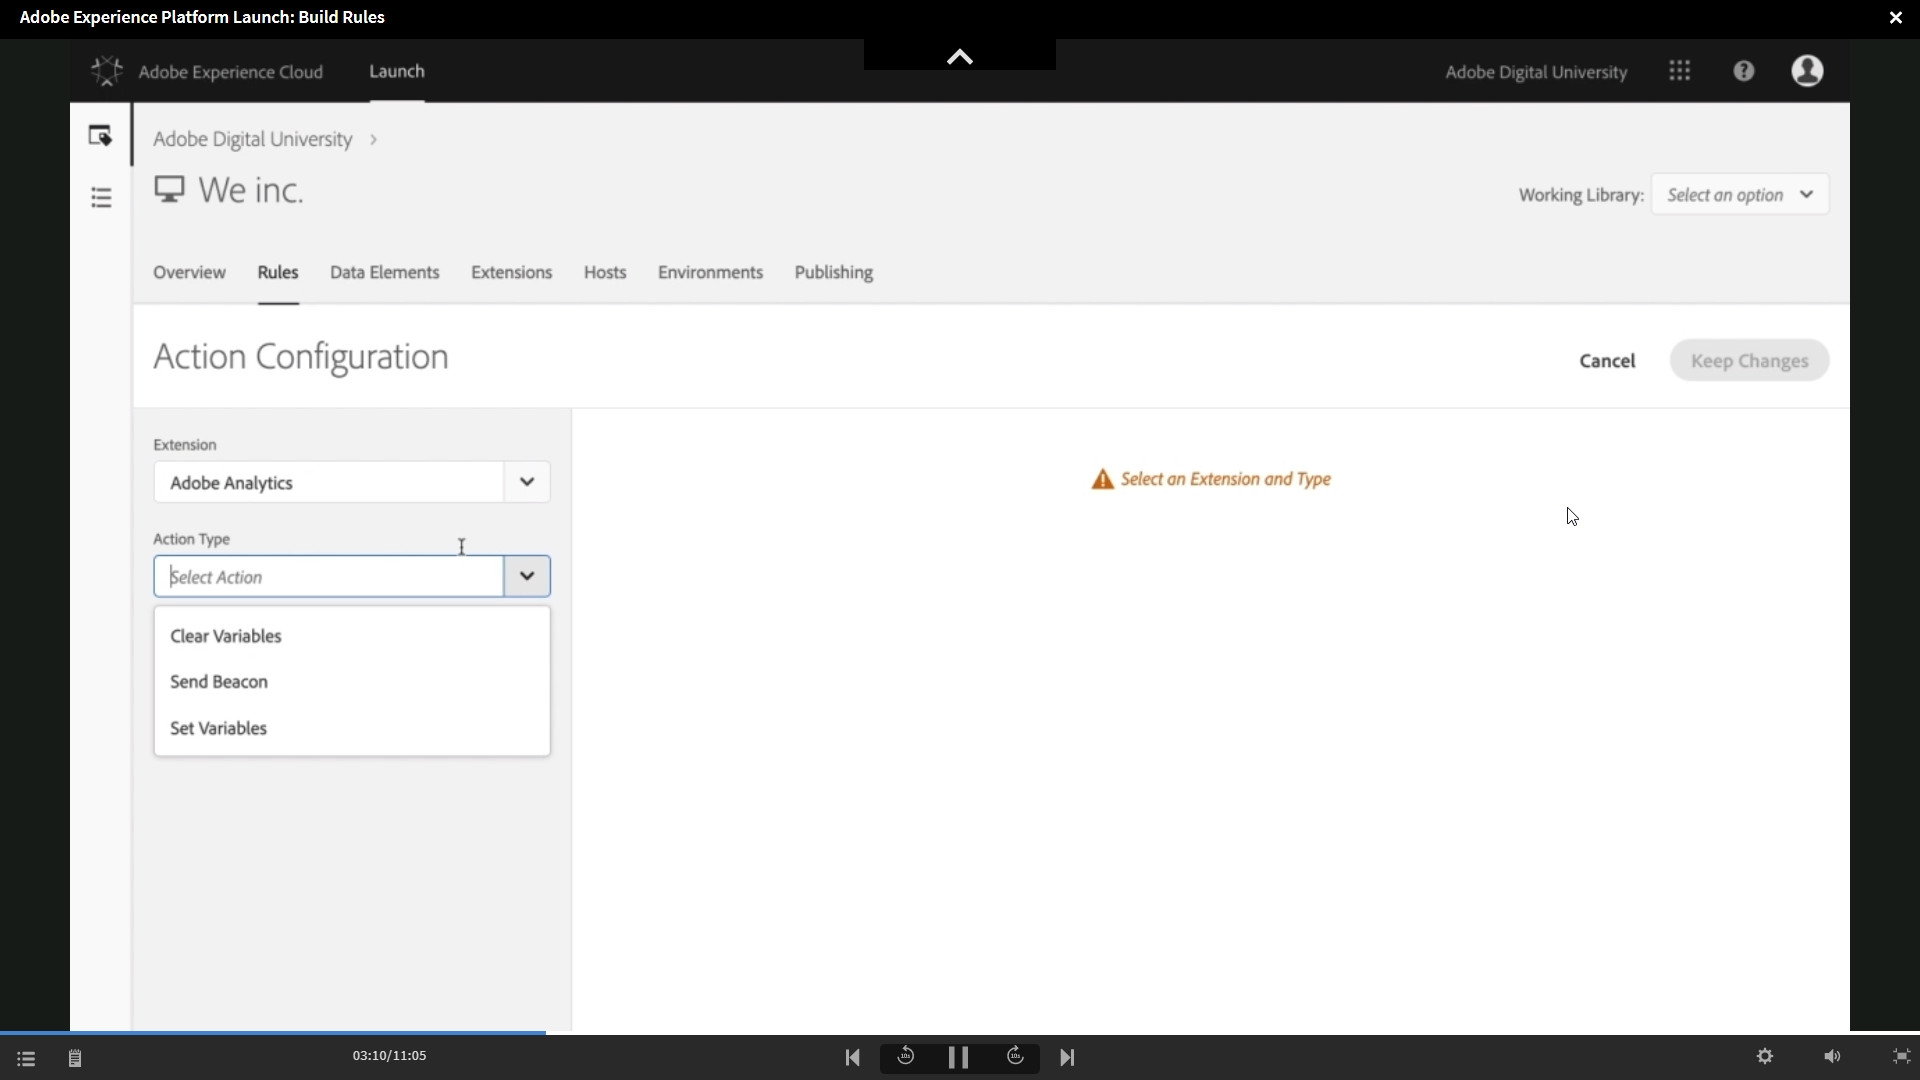 Adobe Experience Platform Launch: Build Rules
Adobe Experience Cloud
Launch
Adobe Digital University
Adobe Digital University
We inc.
Working Library:
Select an option
Overview
Rules
Data Elements
Extensions
Hosts
Environments
Publishing
Action Configuration
Cancel
Keep Changes
Extension
Adobe Analytics
Select an Extension and Type
Action Type
Select Action
Clear Variables
Send Beacon
Set Variables
03:10/11:05
10s
10s